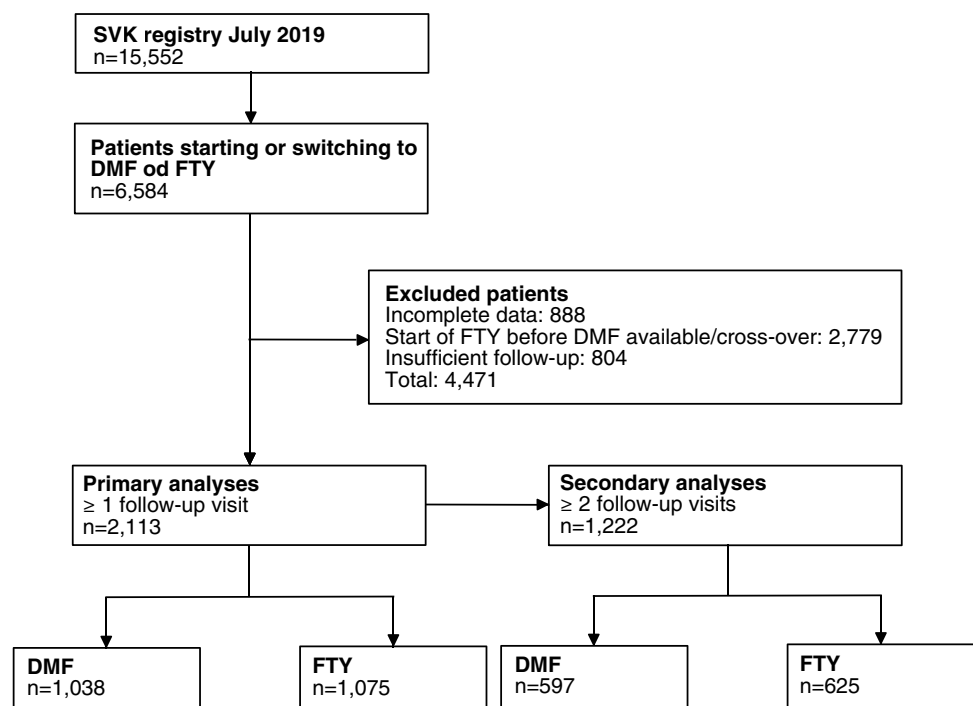 SVK registry July 2019
n=15,552
Patients starting or switching to
DMF od FTY
n=6,584
Excluded patients
Incomplete data: 888
Start of FTY before DMF available/cross-over: 2,779
Insufficient follow-up: 804
Total: 4,471
Primary analyses
≥ 1 follow-up visit
n=2,113
Secondary analyses
≥ 2 follow-up visits
n=1,222
DMF
n=1,038
FTY
n=1,075
DMF
n=597
FTY
n=625